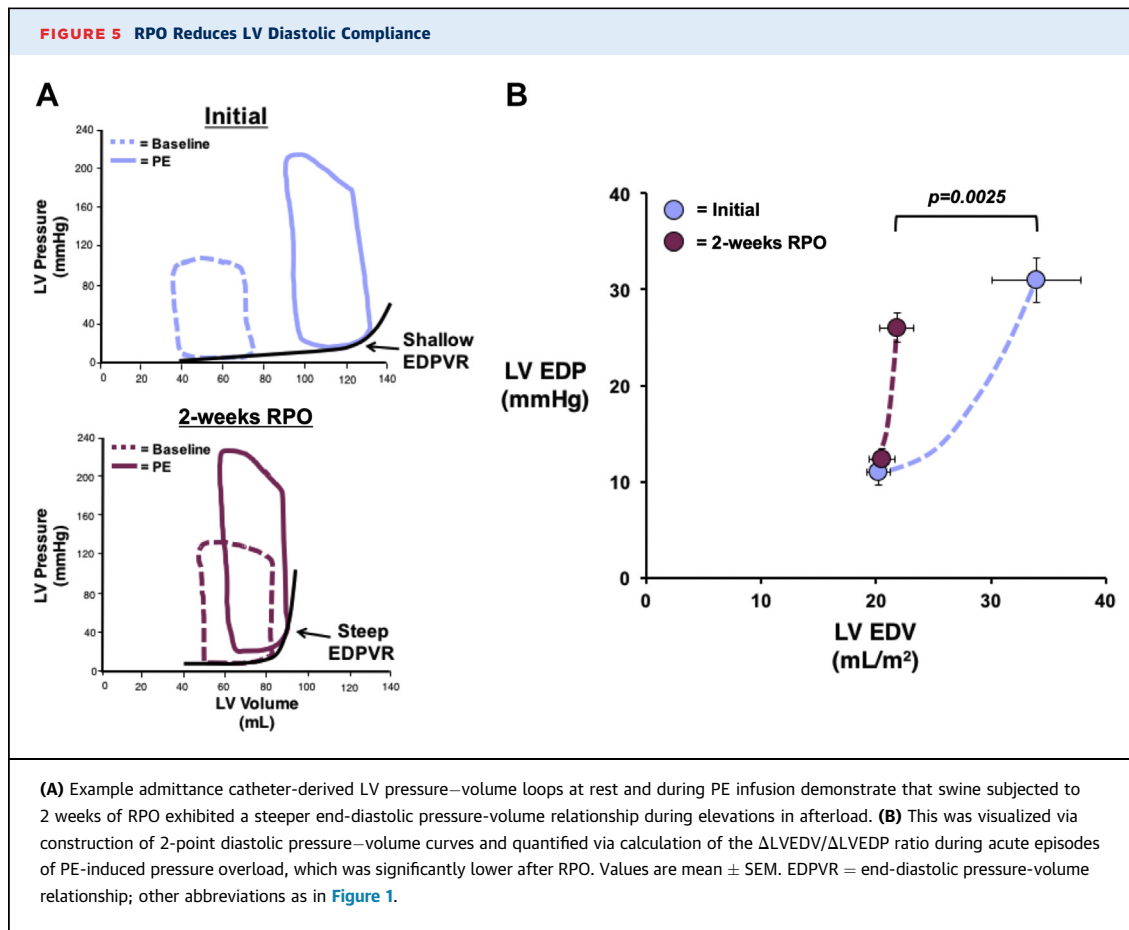 FIGURE 5 RPO Reduces LV Diastolic Compliance
A
Initial
240
200
160
120
80
40
0
LV Pressure
(mmHg)
= Baseline
= PE
Shallow
EDPVR
0 20 40 60 80 100 120 140
2-weeks RPO
240
200
160
120
80
40
0
LV Pressure
(mmHg)
= Baseline
= PE
Steep
EDPVR
0 20 40 60 80 100 120 140
LV Volume
(mL)
B
40
30
20
10
0
LV EDP
(mmHg)
= Initial
= 2-weeks RPO
p=0.0025
0 10 20 30 40
LV EDV
(mL/m²)
(A) Example admittance catheter-derived LV pressure–volume loops at rest and during PE infusion demonstrate that swine subjected to
2 weeks of RPO exhibited a steeper end-diastolic pressure-volume relationship during elevations in afterload. (B) This was visualized via
construction of 2-point diastolic pressure–volume curves and quantified via calculation of the ΔLVEDV/ΔLVEDP ratio during acute episodes
of PE-induced pressure overload, which was significantly lower after RPO. Values are mean ± SEM. EDPVR = end-diastolic pressure-volume
relationship; other abbreviations as in Figure 1.